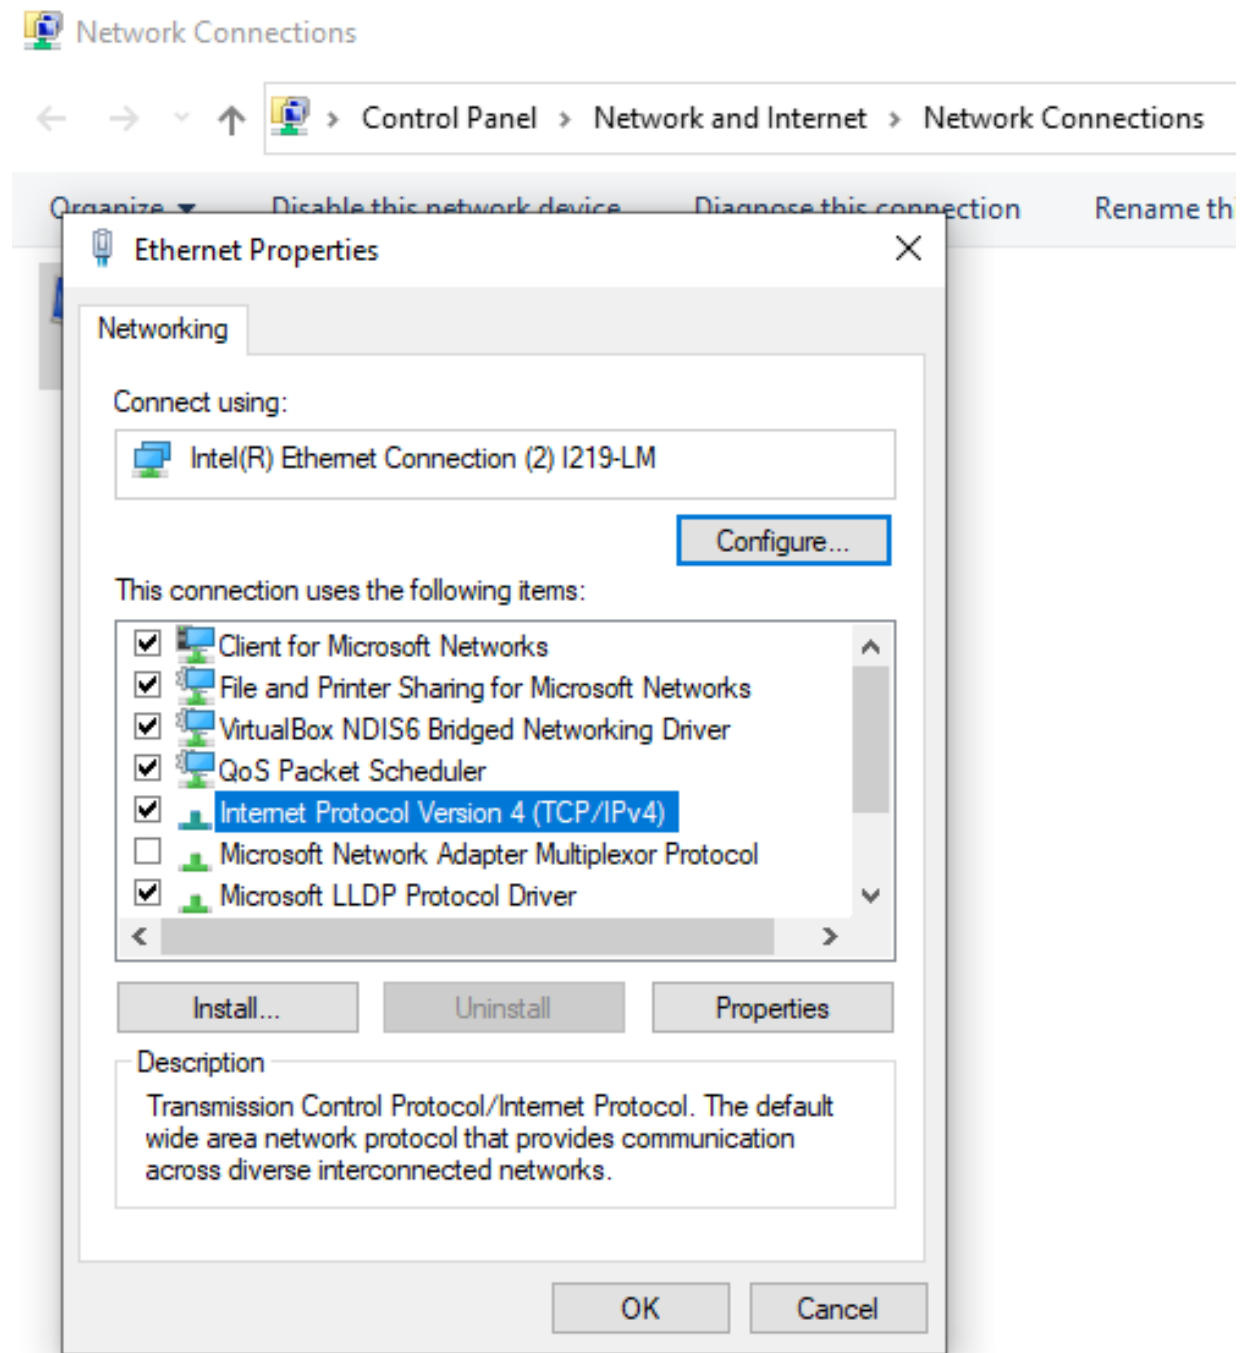 Network Connections
Control Panel > Network and Internet > Network Connections
Organize Disable this network device Diagnose this connection Rename thi
Ethernet Properties
Networking
Connect using:
Intel(R) Ethernet Connection (2) I219-LM
Configure...
This connection uses the following items:
Client for Microsoft Networks
File and Printer Sharing for Microsoft Networks
VirtualBox NDIS6 Bridged Networking Driver
QoS Packet Scheduler
Internet Protocol Version 4 (TCP/IPv4)
Microsoft Network Adapter Multiplexor Protocol
Microsoft LLDP Protocol Driver
Install... Uninstall Properties
Description
Transmission Control Protocol/Internet Protocol. The default
wide area network protocol that provides communication
across diverse interconnected networks.
OK Cancel